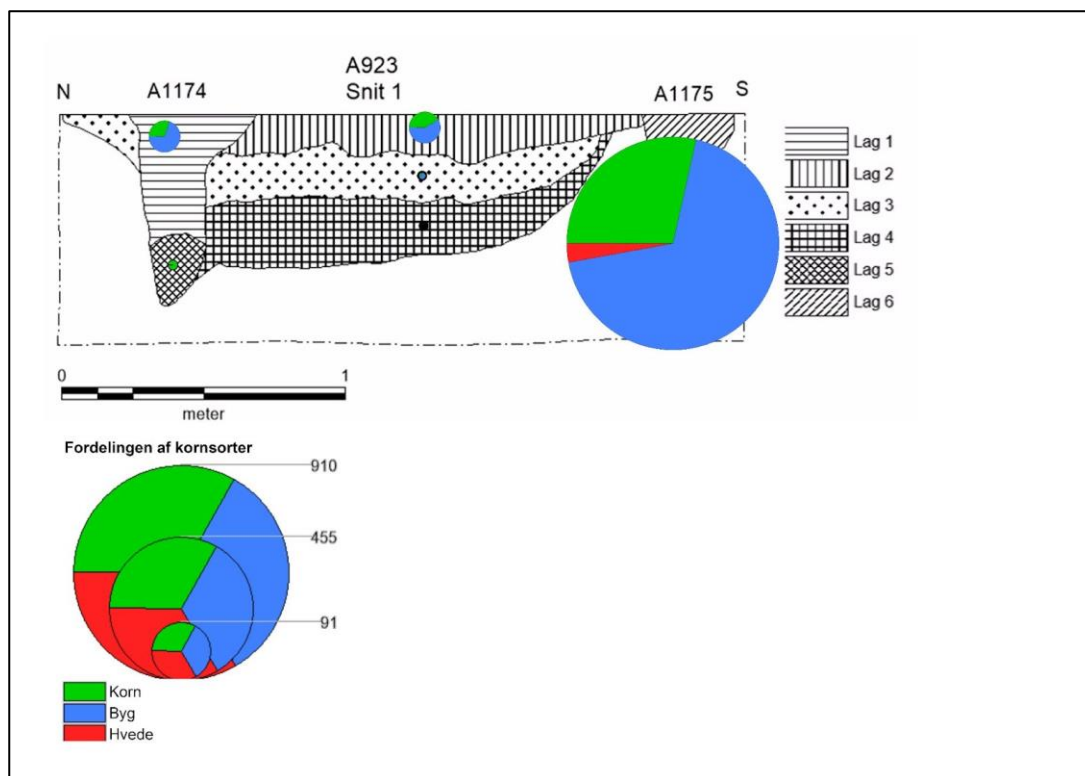 A923
N A1174 Snit 1 A1175 S
Lag 1
Lag 2
Lag 3
Lag 4
Lag 5
Lag 6
0 1
meter
Fordelingen af kornsorter
910
455
91
Korn
Byg
Hvede